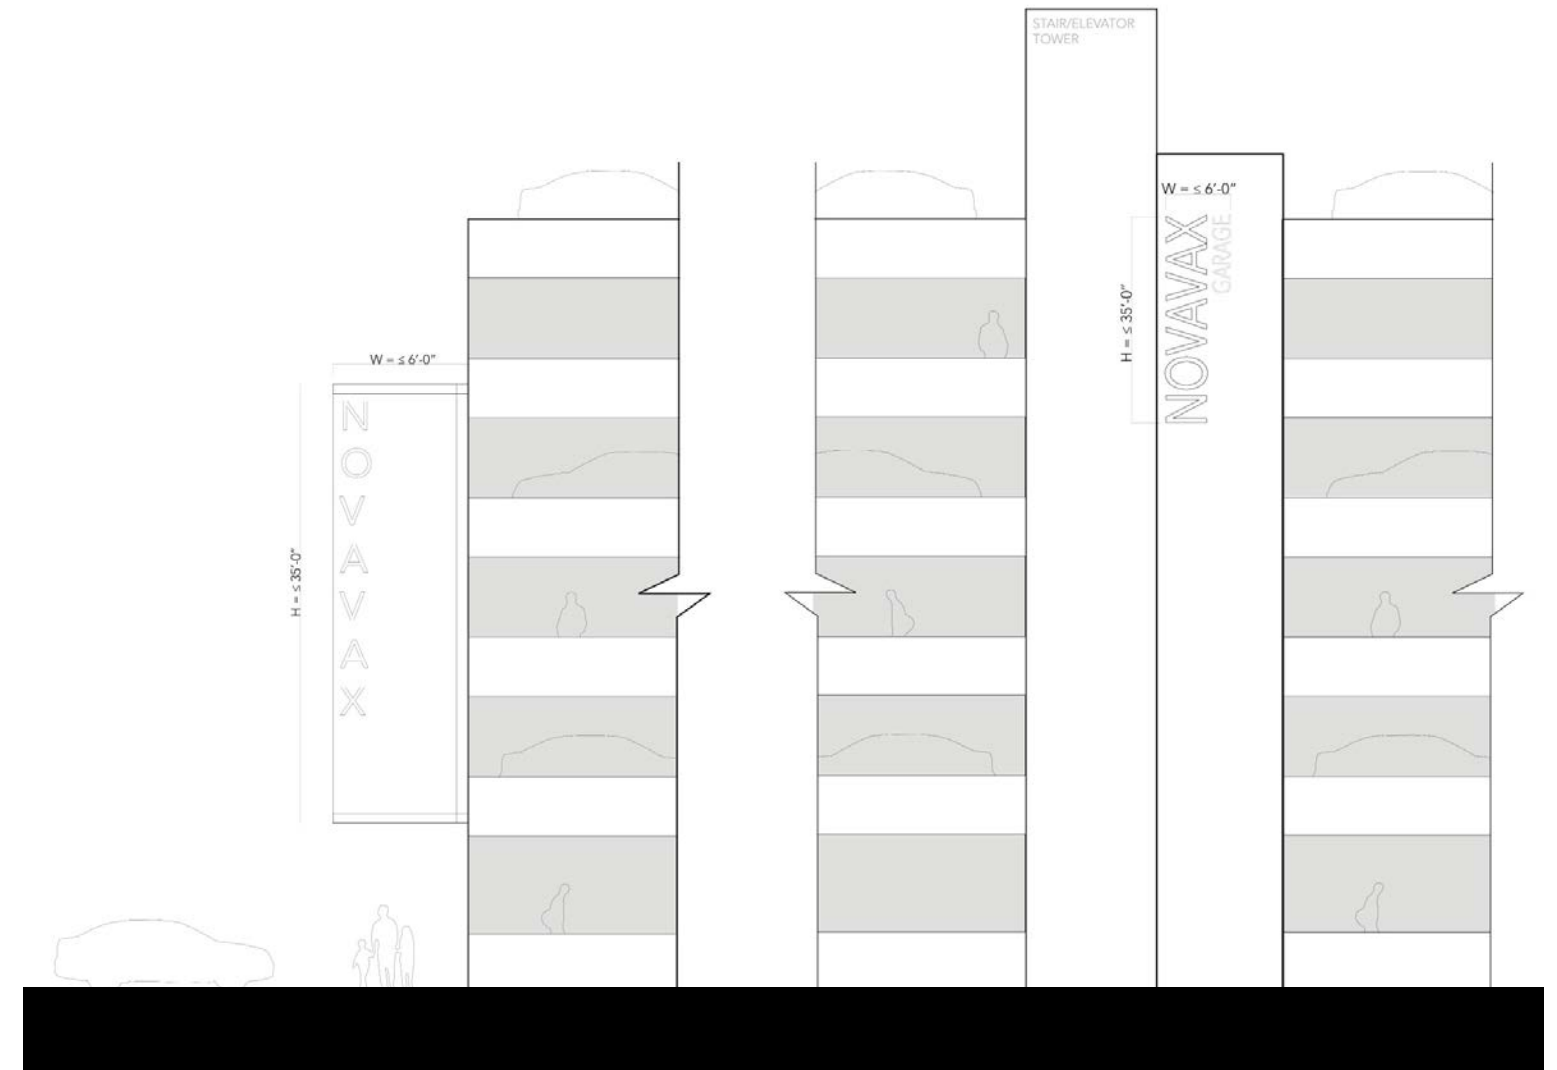 STAIR/ELEVATOR
TOWER
W = ≤ 6'-0"
NOVAVAX
GARAGE
H = ≤ 35'-0"
W = ≤ 6'-0"
NOVAVAX
H = ≤ 35'-0"